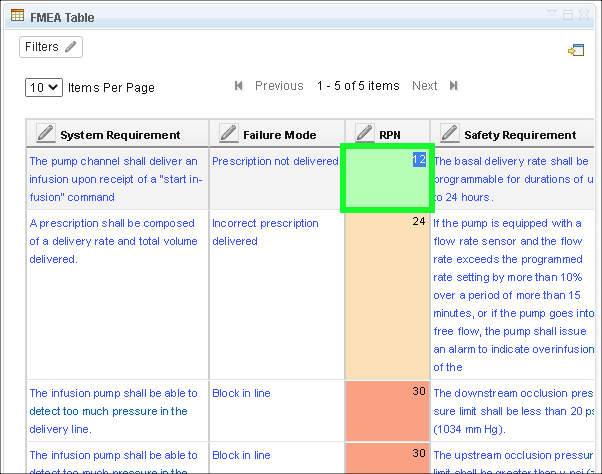 FMEA Table
Filters
10 Items Per Page Previous 1 - 5 of 5 items Next
System Requirement Failure Mode RPN Safety Requirement
The pump channel shall deliver an
infusion upon receipt of a "start in-
fusion" command
Prescription not delivered
12
The basal delivery rate shall be
programmable for durations of u
to 24 hours.
A prescription shall be composed
of a delivery rate and total volume
delivered.
Incorrect prescription
delivered
24
If the pump is equipped with a
flow rate sensor and the flow
rate exceeds the programmed
rate setting by more than 10%
over a period of more than 15
minutes, or if the pump goes into
free flow, the pump shall issue
an alarm to indicate overinfusion
of the
The infusion pump shall be able to
detect too much pressure in the
delivery line.
Block in line
30
The downstream occlusion pres
sure limit shall be less than 20 ps
(1034 mm Hg).
The infusion pump shall be able to
detect too much pressure in the
Block in line
30
The upstream occlusion pressur
limit shall be greater than